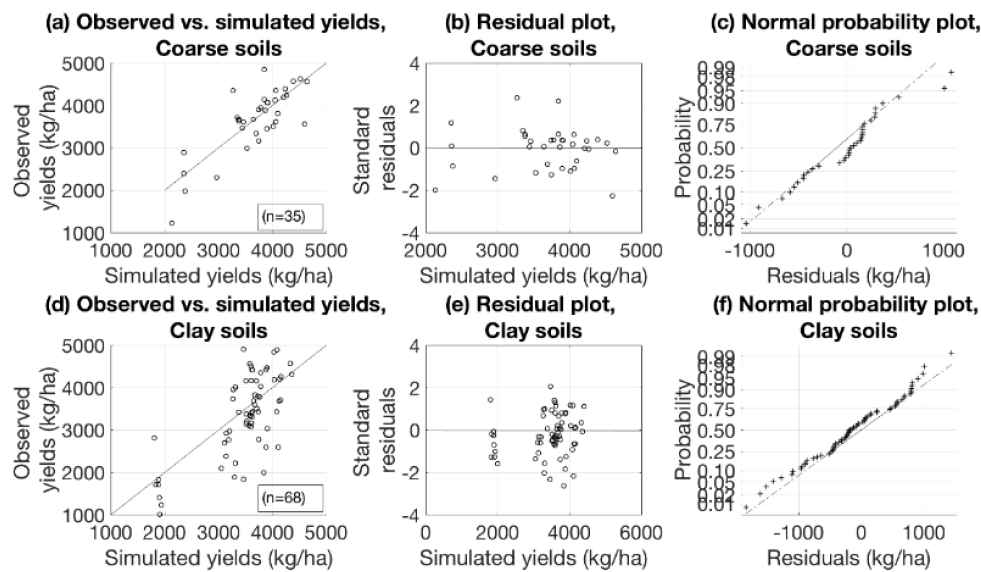 (a) Observed vs. simulated yields,
Coarse soils
5000
4000
3000
2000
1000
1000 2000 3000 4000 5000
Observed
yields (kg/ha)
Simulated yields (kg/ha)
(n=35)
(b) Residual plot,
Coarse soils
4
2
0
-2
-4
2000 3000 4000 5000
Standard
residuals
Simulated yields (kg/ha)
(c) Normal probability plot,
Coarse soils
0.99
0.95
0.90
0.75
0.50
0.25
0.10
0.05
0.02
0.01
-1000 0 1000
Probability
Residuals (kg/ha)
(d) Observed vs. simulated yields,
Clay soils
5000
4000
3000
2000
1000
1000 2000 3000 4000 5000
Observed
yields (kg/ha)
Simulated yields (kg/ha)
(n=68)
(e) Residual plot,
Clay soils
4
2
0
-2
-4
0 2000 4000 6000
Standard
residuals
Simulated yields (kg/ha)
(f) Normal probability plot,
Clay soils
0.99
0.95
0.90
0.75
0.50
0.25
0.10
0.05
0.02
0.01
-1000 0 1000
Probability
Residuals (kg/ha)